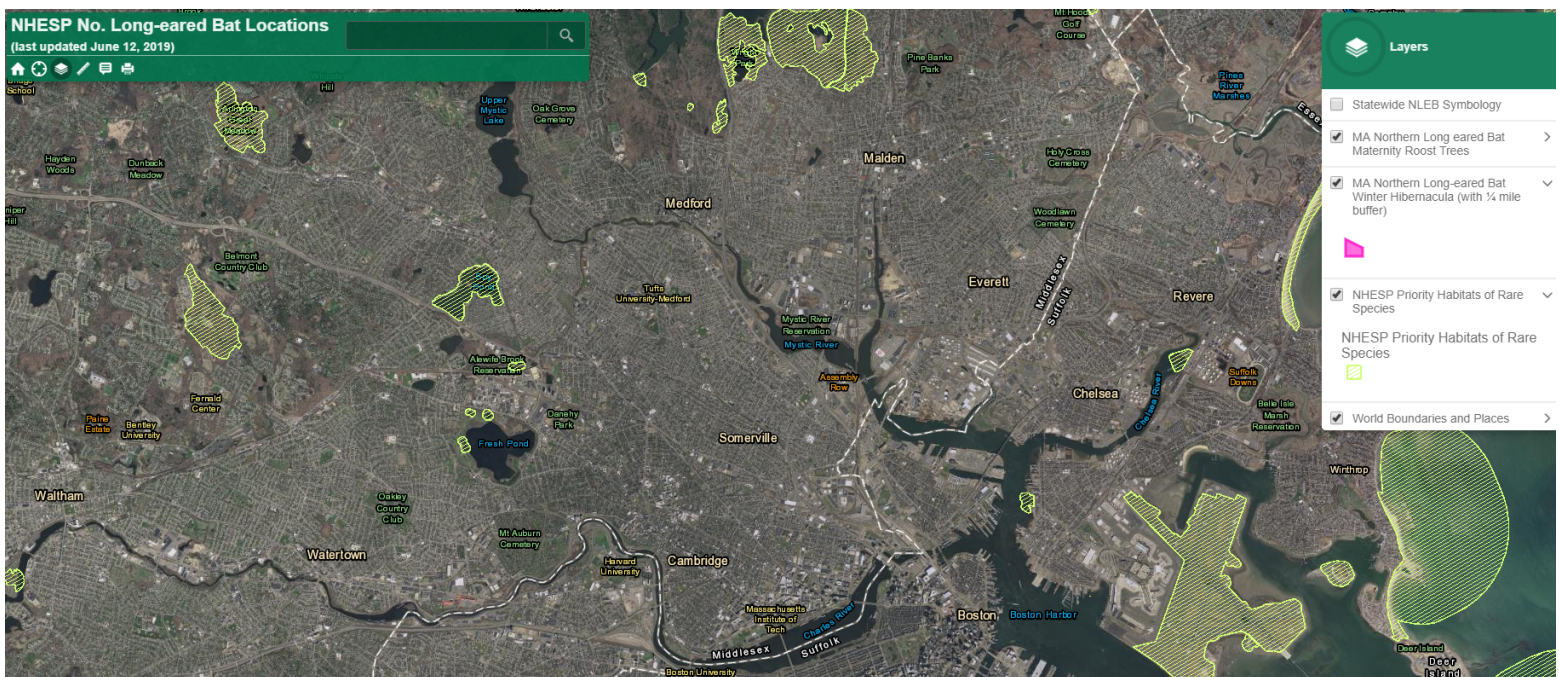 NHESP No. Long-eared Bat Locations
(last updated June 12, 2019)
Layers
Statewide NLEB Symbology
MA Northern Long eared Bat
Maternity Roost Trees
MA Northern Long-eared Bat
Winter Hibernacula (with ¼ mile
buffer)
NHESP Priority Habitats of Rare
Species
NHESP Priority Habitats of Rare
Species
World Boundaries and Places
School
Hill
Mt Hood
Golf
Course
Pine Banks
Park
Pines
River
Marshes
Upper
Mystic
Lake
Oak Grove
Cemetery
Arlington
Great
Meadow
Hayden
Woods
Dunback
Meadow
Malden
Holy Cross
Cemetery
Medford
Woodlawn
Cemetery
Belmont
Country Club
Tufts
University-Medford
Everett
Middlesex
Suffolk
Revere
Mystic River
Reservation
Mystic River
Alewife Brook
Reservation
Assembly
Row
Suffolk
Downs
Chelsea
Chelsea River
Belle Isle
Marsh
Reservation
Fernald
Center
Paine
Estate
Bentley
University
Danehy
Park
Fresh Pond
Somerville
Winthrop
Waltham
Oakley
Country
Club
Mt Auburn
Cemetery
Watertown
Harvard
University
Cambridge
Massachusetts
Institute of
Tech
Charles River
Boston
Boston Harbor
Middlesex
Suffolk
Boston University
Deer Island
Deer
Island